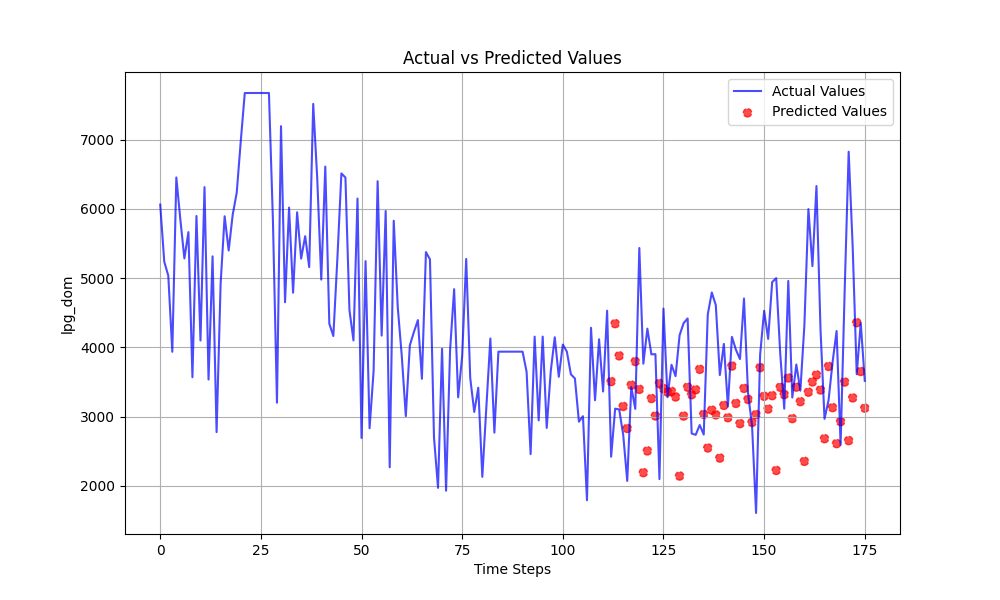 Actual vs Predicted Values
Actual Values
Predicted Values
lpg_dom
7000
6000
5000
4000
3000
2000
0 25 50 75 100 125 150 175
Time Steps